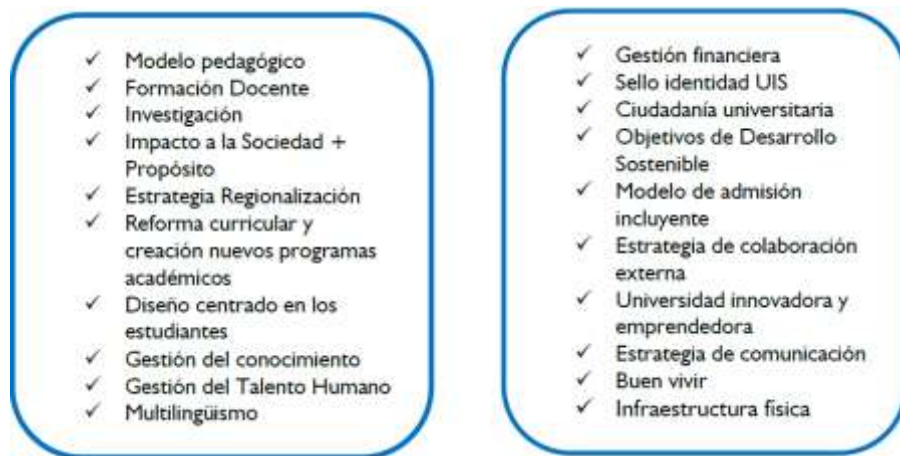 ✓ Modelo pedagógico
✓ Formación Docente
✓ Investigación
✓ Impacto a la Sociedad +
Propósito
✓ Estrategia Regionalización
✓ Reforma curricular y
creación nuevos programas
académicos
✓ Diseño centrado en los
estudiantes
✓ Gestión del conocimiento
✓ Gestión del Talento Humano
✓ Multilingüismo
✓ Gestión financiera
✓ Sello identidad UIS
✓ Ciudadanía universitaria
✓ Objetivos de Desarrollo
Sostenible
✓ Modelo de admisión
incluyente
✓ Estrategia de colaboración
externa
✓ Universidad innovadora y
emprendedora
✓ Estrategia de comunicación
✓ Buen vivir
✓ Infraestructura física